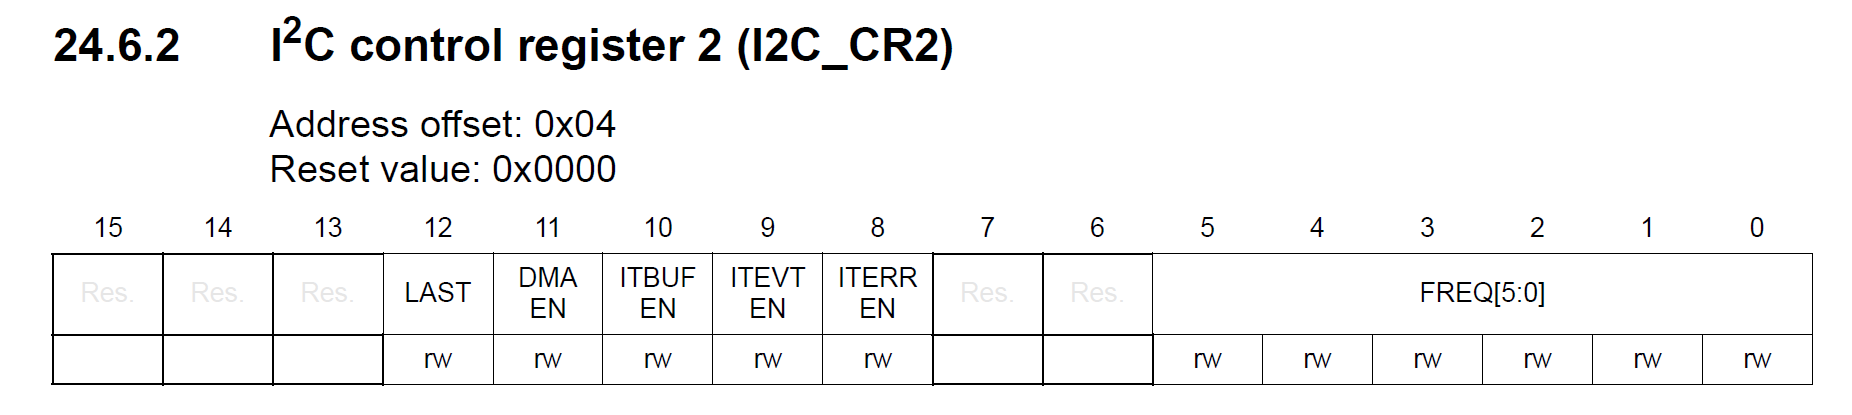 24.6.2 I²C control register 2 (I2C_CR2)
Address offset: 0x04
Reset value: 0x0000
15 14 13 12 11 10 9 8 7 6 5 4 3 2 1 0
Res. Res. Res. LAST DMA EN ITBUF EN ITEVT EN ITERR EN Res. Res. FREQ[5:0]
rw rw rw rw rw rw rw rw rw rw rw